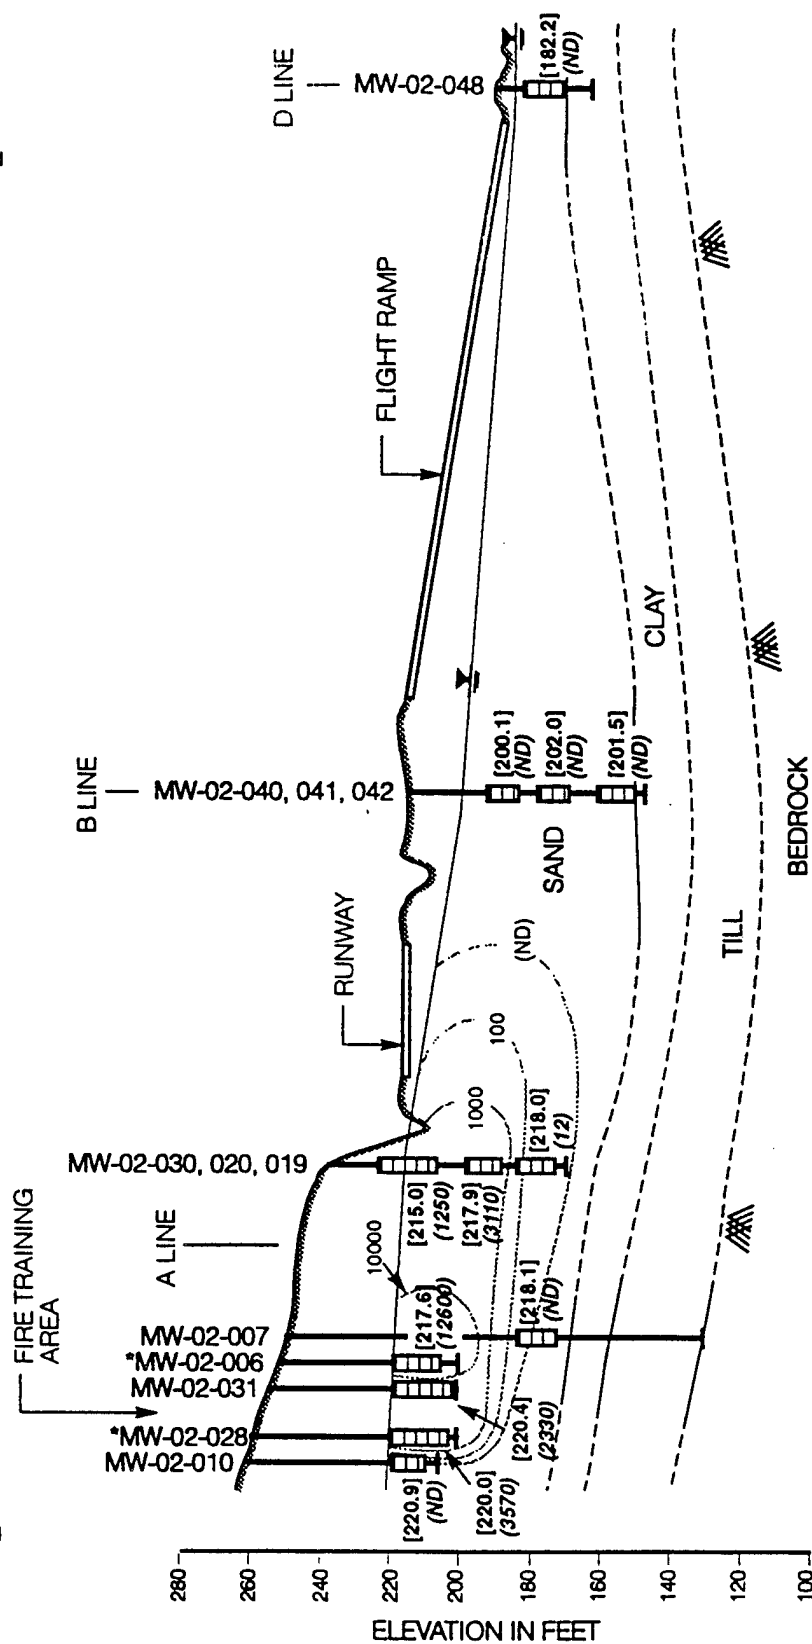 D LINE
MW-02-048
[182.2]
(ND)
FLIGHT RAMP
CLAY
B LINE
MW-02-040, 041, 042
[200.1]
(ND)
[202.0]
(ND)
[201.5]
(ND)
SAND
BEDROCK
TILL
RUNWAY
(ND)
100
1000
MW-02-030, 020, 019
[215.0]
(1250)
[217.9]
(3110)
[218.0]
(12)
A LINE
10000
FIRE TRAINING
AREA
MW-02-007
[217.6]
(12600)
[218.1]
(ND)
*MW-02-006
MW-02-031
*MW-02-028
MW-02-010
[220.9]
(ND)
[220.0]
(3570)
[220.4]
(2330)
280
260
240
220
200
180
160
140
120
100
ELEVATION IN FEET